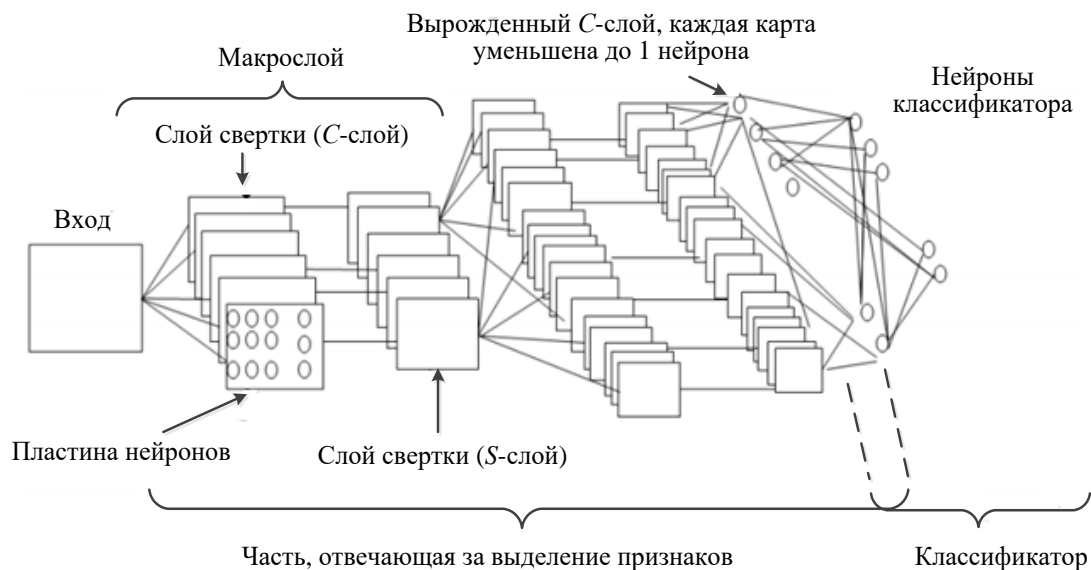 Вырожденный C-слой, каждая карта
уменьшена до 1 нейрона
Макрослой
Нейроны
классификатора
Слой свертки (C-слой)
Вход
Пластина нейронов
Слой свертки (S-слой)
Часть, отвечающая за выделение признаков
Классификатор